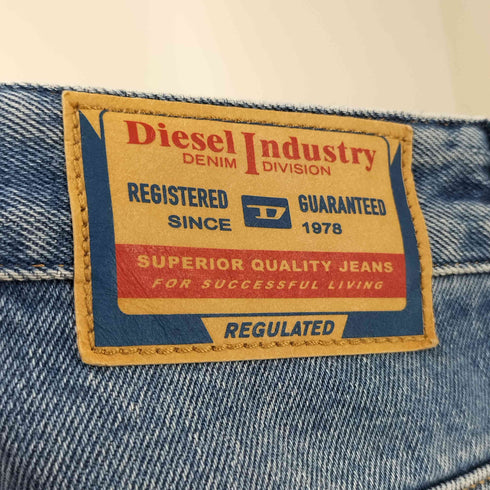 Diesel Industry
DENIM DIVISION
REGISTERED D GUARANTEED
SINCE 1978
SUPERIOR QUALITY JEANS
FOR SUCCESSFUL LIVING
REGULATED